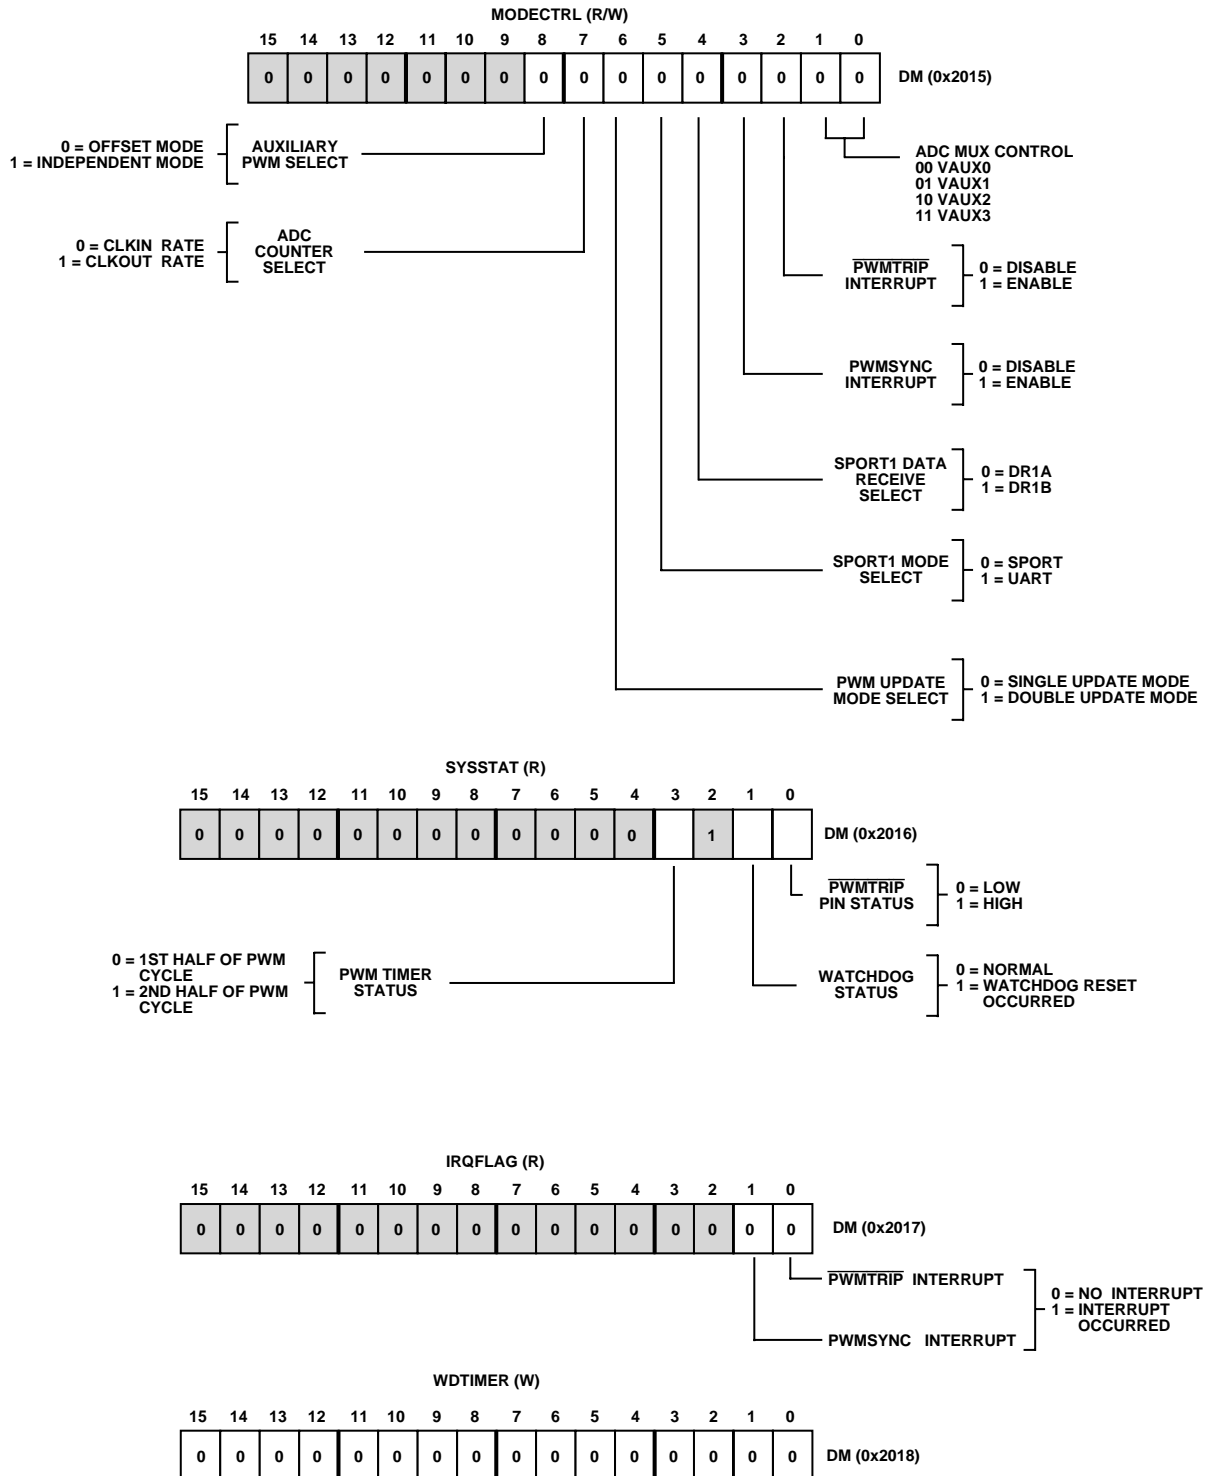 MODECTRL (R/W)
15 14 13 12 11 10 9 8 7 6 5 4 3 2 1 0
0 0 0 0 0 0 0 0 0 0 0 0 0 0 0 0 DM (0x2015)
0 = OFFSET MODE
1 = INDEPENDENT MODE
AUXILIARY
PWM SELECT
ADC MUX CONTROL
00 VAUX0
01 VAUX1
10 VAUX2
11 VAUX3
0 = CLKIN RATE
1 = CLKOUT RATE
ADC
COUNTER
SELECT
PWMTRIP
INTERRUPT
0 = DISABLE
1 = ENABLE
PWMSYNC
INTERRUPT
0 = DISABLE
1 = ENABLE
SPORT1 DATA
RECEIVE
SELECT
0 = DR1A
1 = DR1B
SPORT1 MODE
SELECT
0 = SPORT
1 = UART
PWM UPDATE
MODE SELECT
0 = SINGLE UPDATE MODE
1 = DOUBLE UPDATE MODE
SYSSTAT (R)
15 14 13 12 11 10 9 8 7 6 5 4 3 2 1 0
0 0 0 0 0 0 0 0 0 0 0 0 1 DM (0x2016)
PWMTRIP
PIN STATUS
0 = LOW
1 = HIGH
0 = 1ST HALF OF PWM
CYCLE
1 = 2ND HALF OF PWM
CYCLE
PWM TIMER
STATUS
WATCHDOG
STATUS
0 = NORMAL
1 = WATCHDOG RESET
OCCURRED
IRQFLAG (R)
15 14 13 12 11 10 9 8 7 6 5 4 3 2 1 0
0 0 0 0 0 0 0 0 0 0 0 0 0 0 0 0 DM (0x2017)
PWMTRIP INTERRUPT
PWMSYNC INTERRUPT
0 = NO INTERRUPT
1 = INTERRUPT
OCCURRED
WDTIMER (W)
15 14 13 12 11 10 9 8 7 6 5 4 3 2 1 0
0 0 0 0 0 0 0 0 0 0 0 0 0 0 0 0 DM (0x2018)